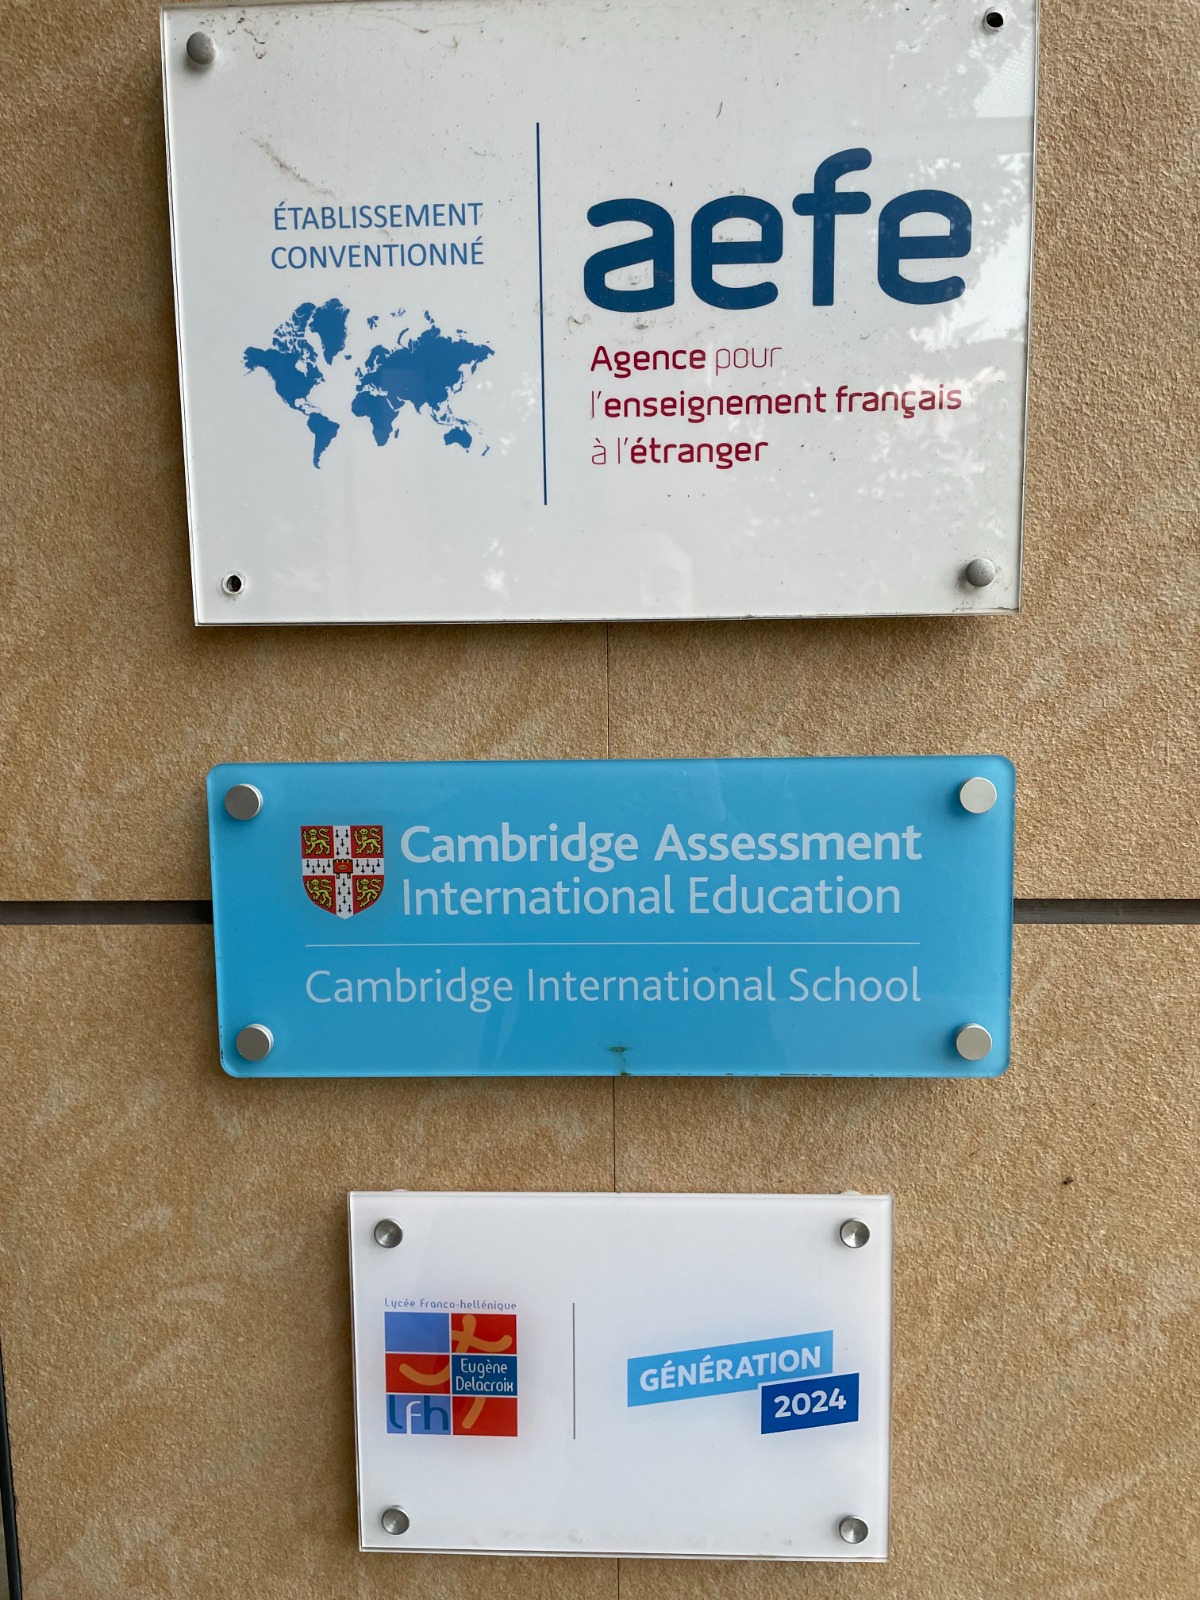 ÉTABLISSEMENT
CONVENTIONNÉ
aefe
Agence pour
l'enseignement français
à l'étranger
Cambridge Assessment
International Education
Cambridge International School
Lycée franco-hellénique
Eugène
Delacroix
lfh
GÉNÉRATION
2024